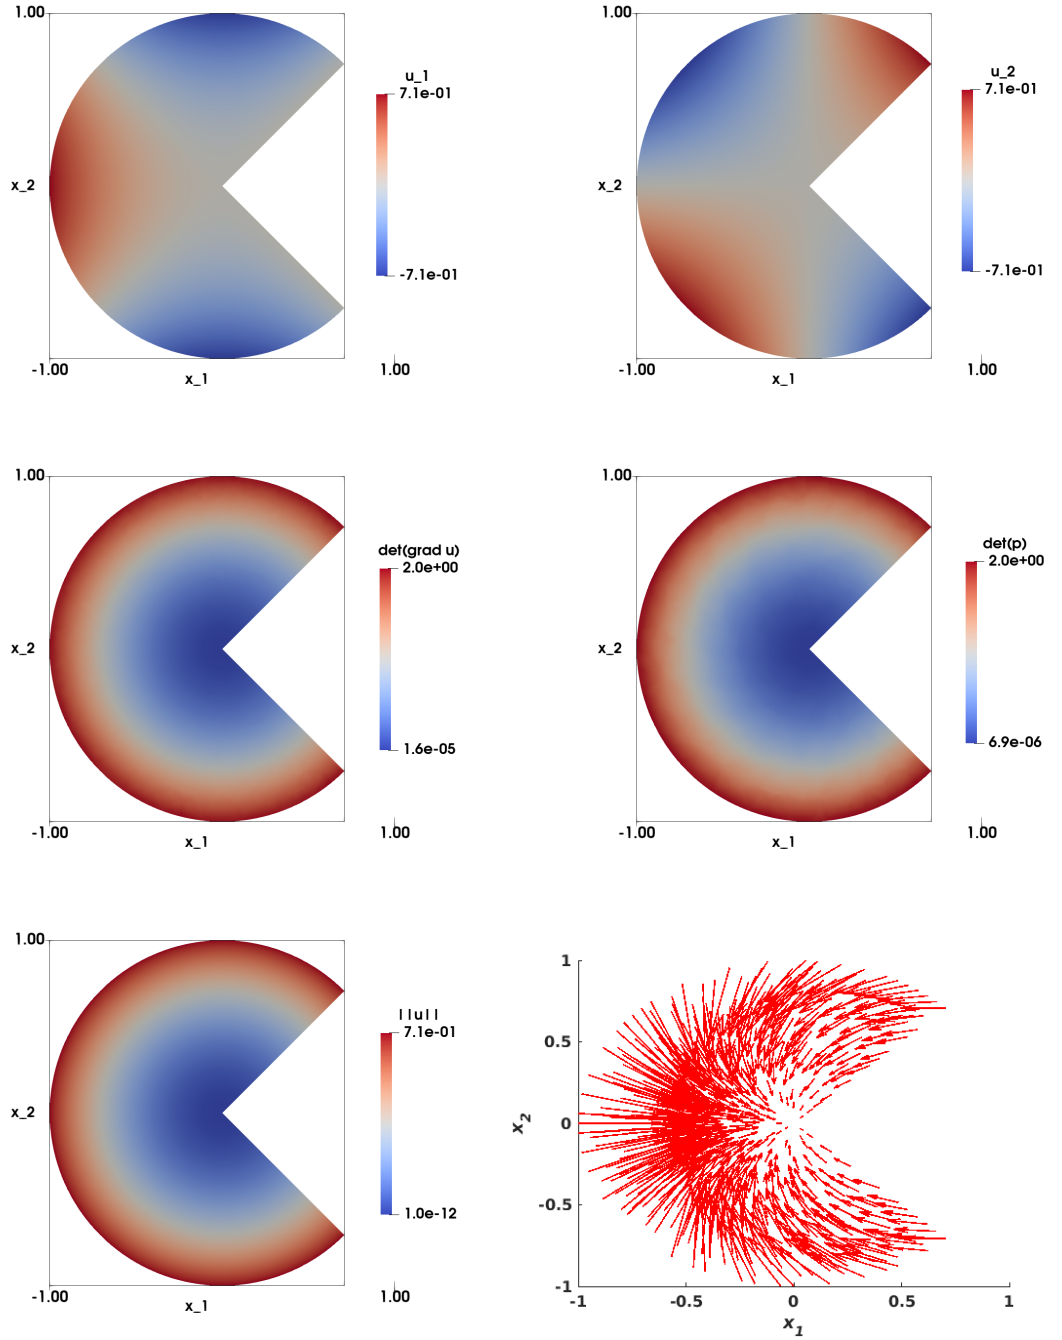 1.00
x_2
-1.00
x_1
1.00
u_1
7.1e-01
-7.1e-01
1.00
x_2
x_1
-1.00
1.00
u_2
7.1e-01
-7.1e-01
1.00
x_2
-1.00
x_1
1.00
det(grad u)
2.0e+00
1.6e-05
1.00
x_2
-1.00
x_1
1.00
det(p)
2.0e+00
6.9e-06
1.00
x_2
-1.00
x_1
1.00
||u||
7.1e-01
1.0e-12
1
0.5
0
-0.5
-1
x_2
-1 -0.5 0 0.5 1
x_1